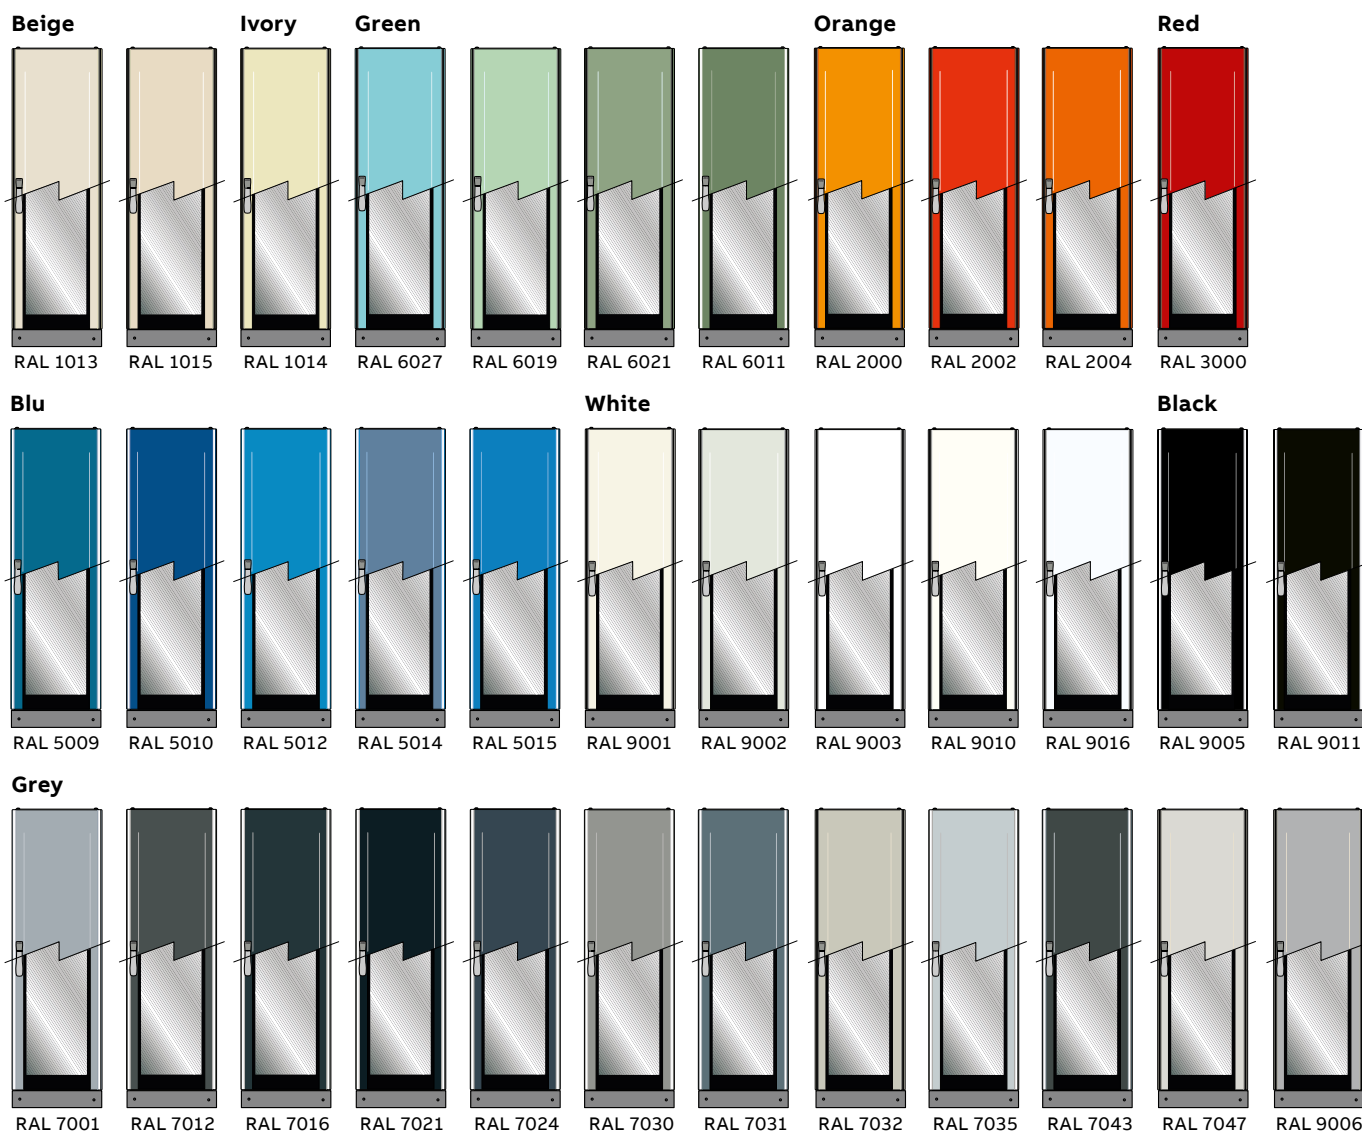 Beige Ivory Green Orange Red
RAL 1013 RAL 1015 RAL 1014 RAL 6027 RAL 6019 RAL 6021 RAL 6011 RAL 2000 RAL 2002 RAL 2004 RAL 3000
Blu White Black
RAL 5009 RAL 5010 RAL 5012 RAL 5014 RAL 5015 RAL 9001 RAL 9002 RAL 9003 RAL 9010 RAL 9016 RAL 9005 RAL 9011
Grey
RAL 7001 RAL 7012 RAL 7016 RAL 7021 RAL 7024 RAL 7030 RAL 7031 RAL 7032 RAL 7035 RAL 7043 RAL 7047 RAL 9006